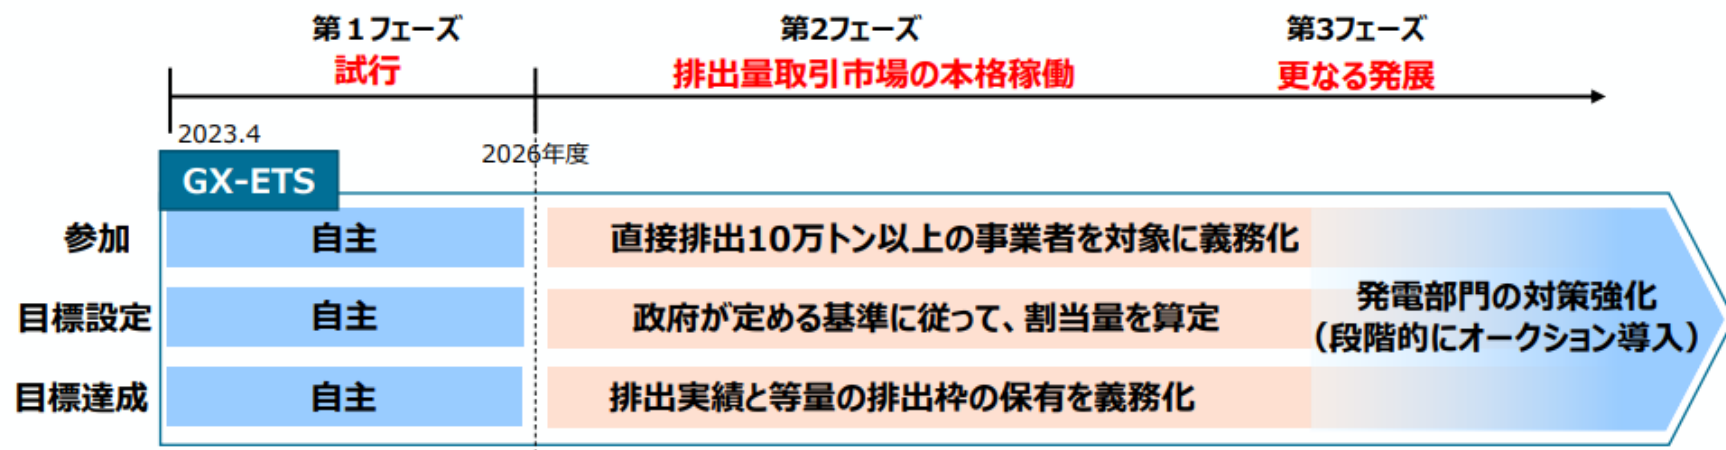 第１フェーズ
試行
第2フェーズ
排出量取引市場の本格稼働
第3フェーズ
更なる発展
2023.4
2026年度
GX-ETS
参加
自主
直接排出10万トン以上の事業者を対象に義務化
目標設定
自主
政府が定める基準に従って、割当量を算定
発電部門の対策強化
（段階的にオークション導入）
目標達成
自主
排出実績と等量の排出枠の保有を義務化